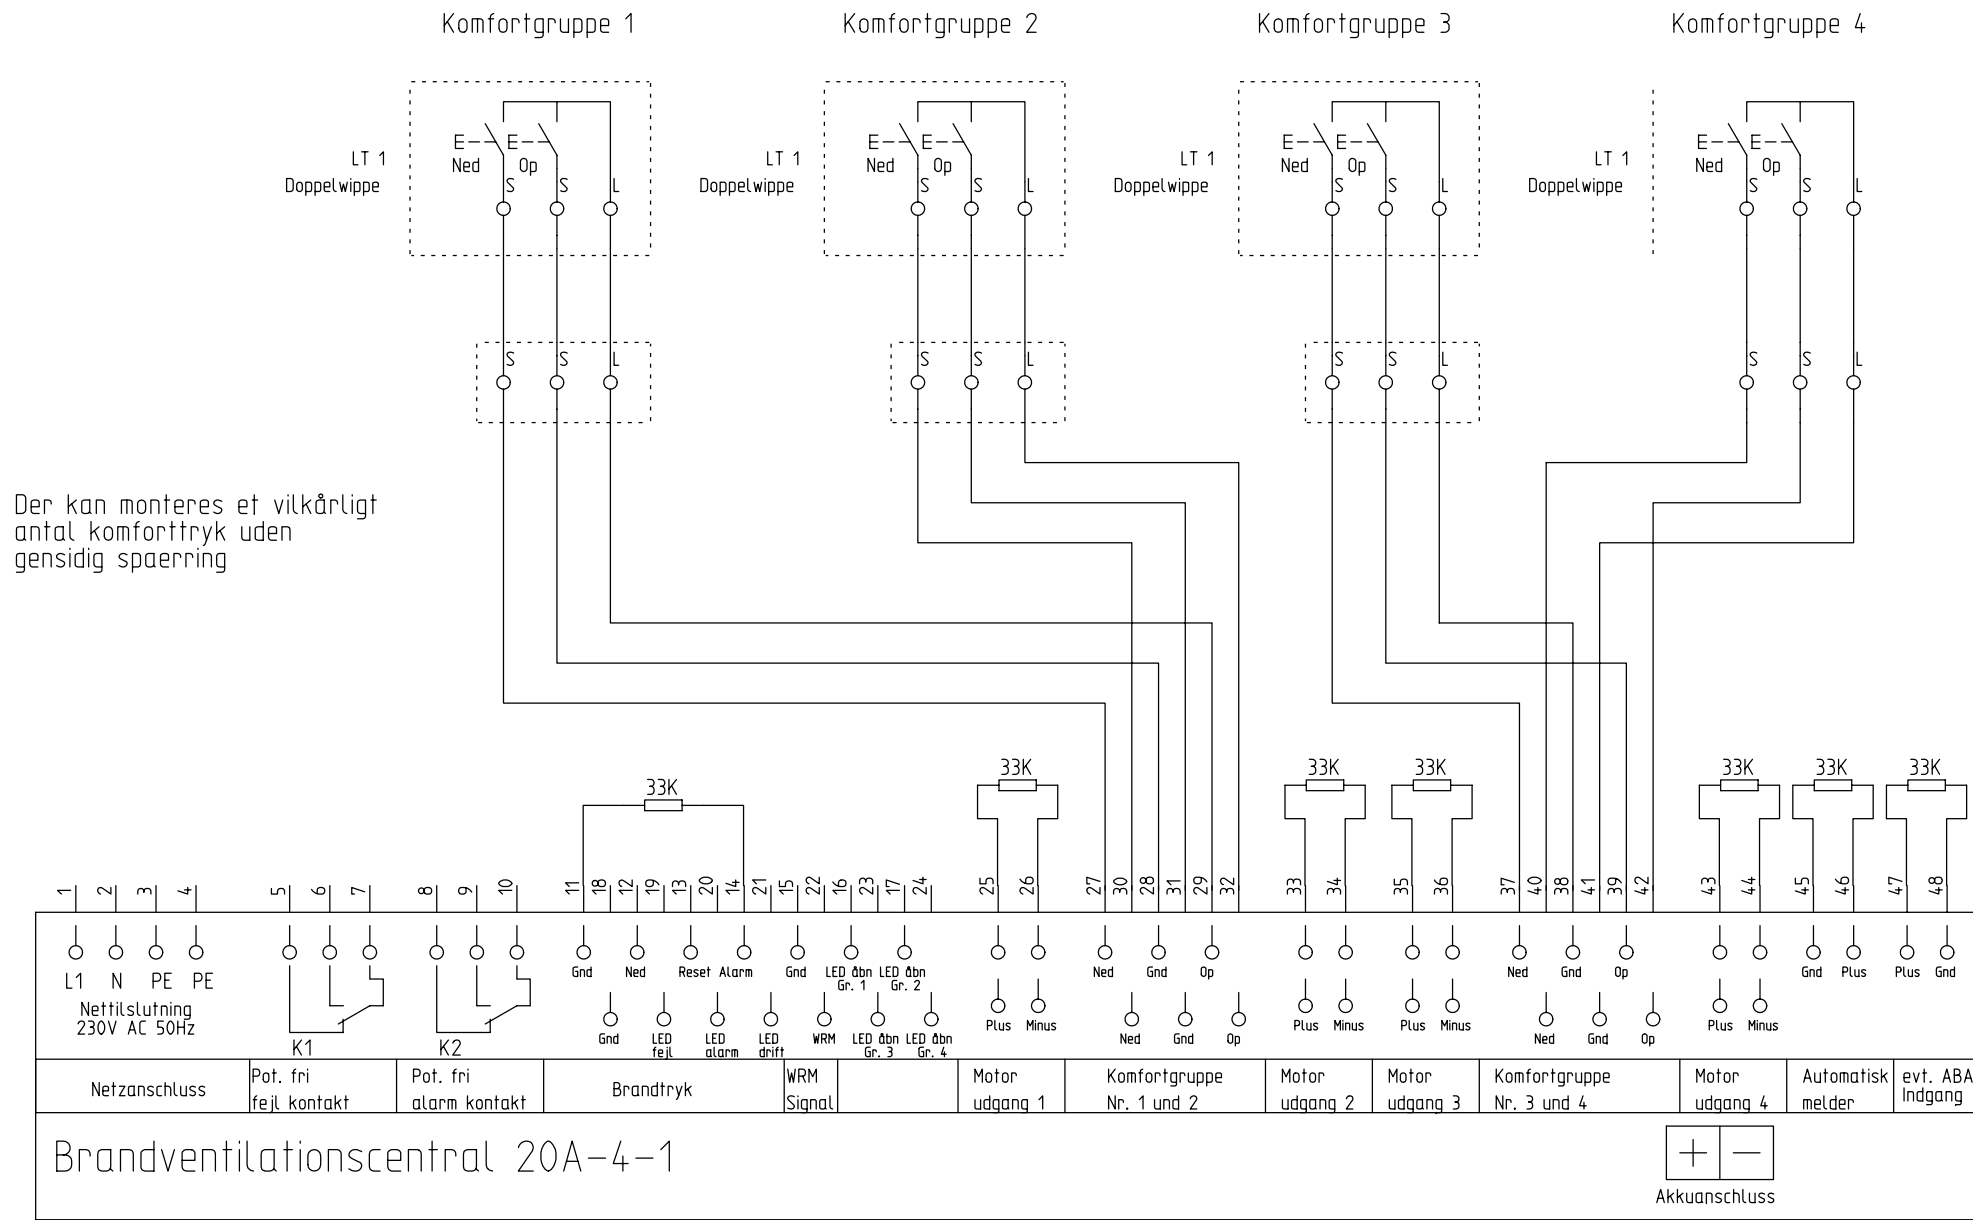 Komfortgruppe 1 Komfortgruppe 2 Komfortgruppe 3 Komfortgruppe 4
LT 1 LT 1 LT 1 LT 1
Doppelwippe Doppelwippe Doppelwippe Doppelwippe
E E E E E E E E
Ned Op Ned Op Ned Op Ned Op
S S L S S L S S L S S L
S S L S S L S S L S S L
Der kan monteres et vilkårligt
antal komforttryk uden
gensidig spaerring
33K 33K 33K 33K 33K 33K 33K
1 2 3 4 5 6 7 8 9 10 11 18 12 19 13 20 14 21 15 22 16 23 17 24 25 26 27 30 28 31 29 32 33 34 35 36 37 40 38 41 39 42 43 44 45 46 47 48
L1 N PE PE
Nettilslutning
230V AC 50Hz
K1 K2
Gnd Ned Reset Alarm Gnd LED åbn Gr. 1 LED åbn Gr. 2 Ned Gnd Op Ned Gnd Op Gnd Plus Plus Gnd
Gnd LED fejl LED alarm LED drift WRM LED åbn Gr. 3 LED åbn Gr. 4 Plus Minus Ned Gnd Op Plus Minus Plus Minus Ned Gnd Op Plus Minus
Netzanschluss
Pot. fri
fejl kontakt
Pot. fri
alarm kontakt
Brandtryk
WRM
Signal
Motor
udgang 1
Komfortgruppe
Nr. 1 und 2
Motor
udgang 2
Motor
udgang 3
Komfortgruppe
Nr. 3 und 4
Motor
udgang 4
Automatisk
melder
evt. ABA
Indgang
Brandventilationscentral 20A-4-1
+ −
Akkuanschluss